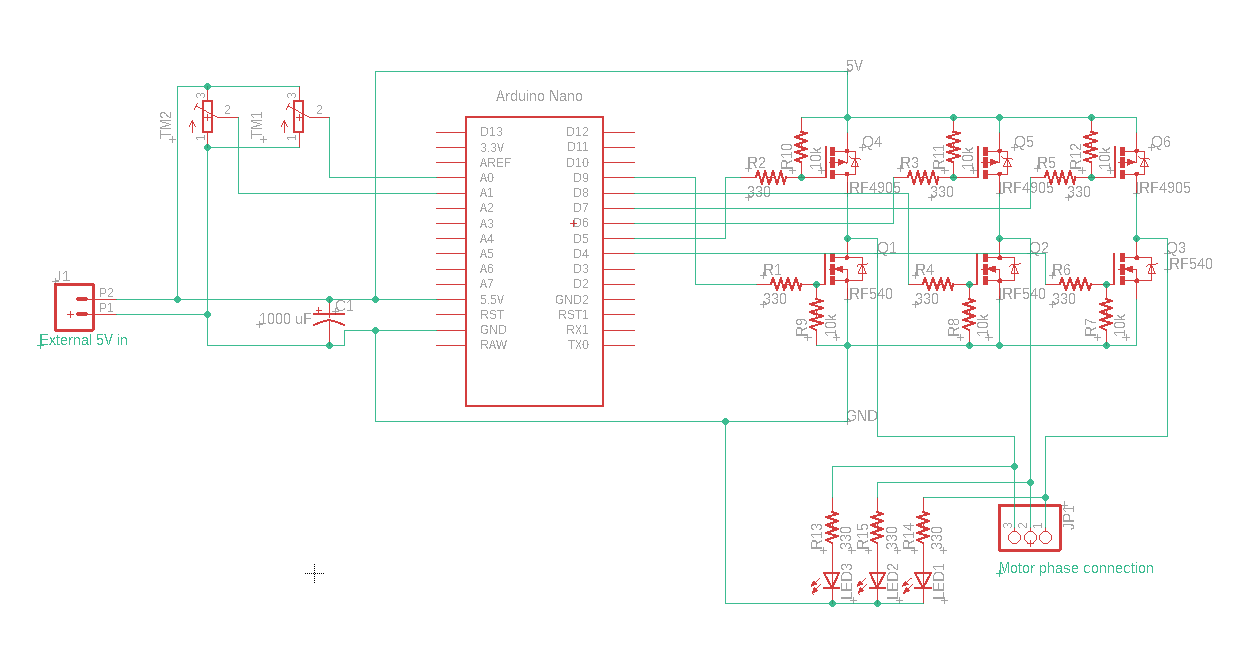 5V
Arduino Nano
TM2
3
2
1
TM1
3
2
1
D13
3.3V
AREF
A0
A1
A2
A3
A4
A5
A6
A7
5.5V
RST
GND
RAW
D12
D11
D10
D9
D8
D7
D6
D5
D4
D3
D2
GND2
RST1
RX1
TX0
R10
10k
Q4
R2
330
IRF4905
R11
10k
Q5
R3
330
IRF4905
R12
10k
Q6
R5
330
IRF4905
Q1
R1
330
IRF540
R9
10k
Q2
R4
330
IRF540
R8
10k
Q3
IRF540
R6
330
R7
10k
J1
P2
P1
External 5V in
C1
1000 uF
GND
R13
330
R15
330
R14
330
LED3
LED2
LED1
3
2
1
JP1
Motor phase connection